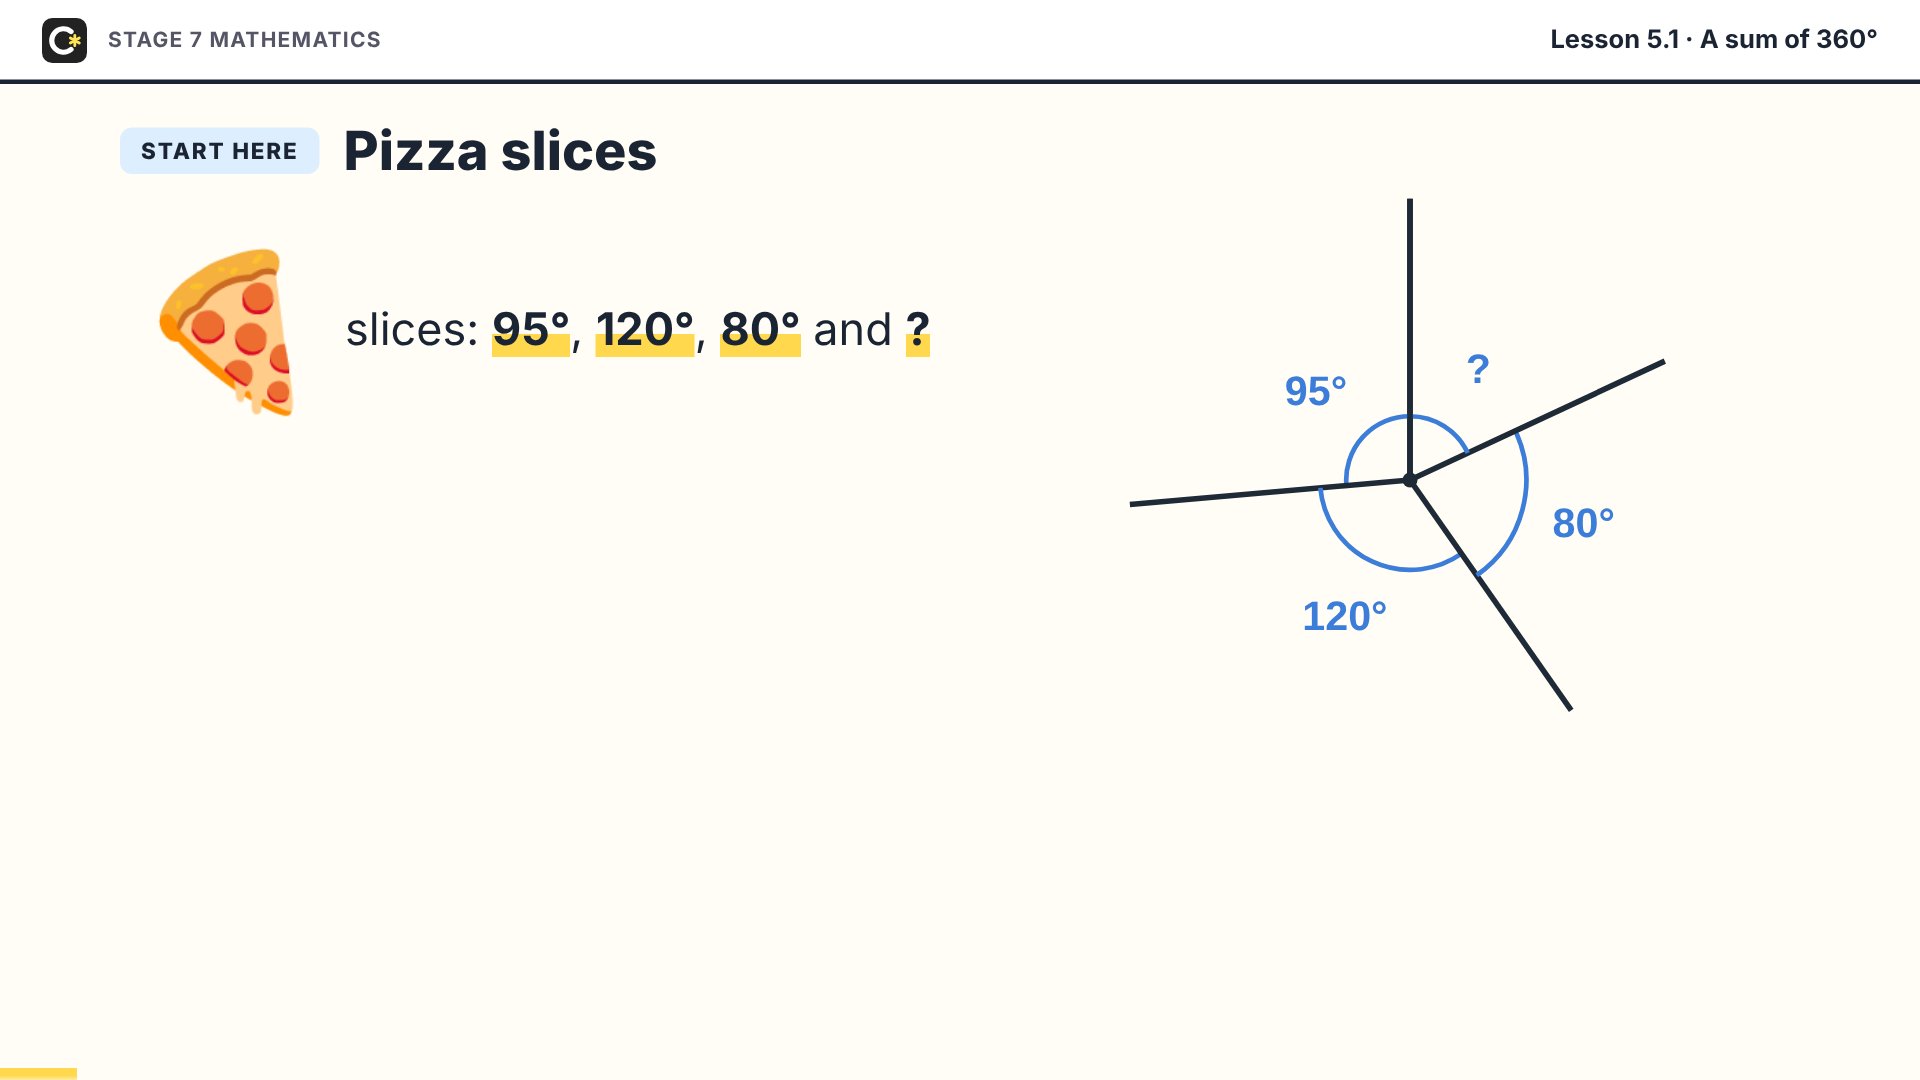 STAGE 7 MATHEMATICS
Lesson 5.1 · A sum of 360°
START HERE
Pizza slices
slices: 95°, 120°, 80° and ?
95°
?
80°
120°